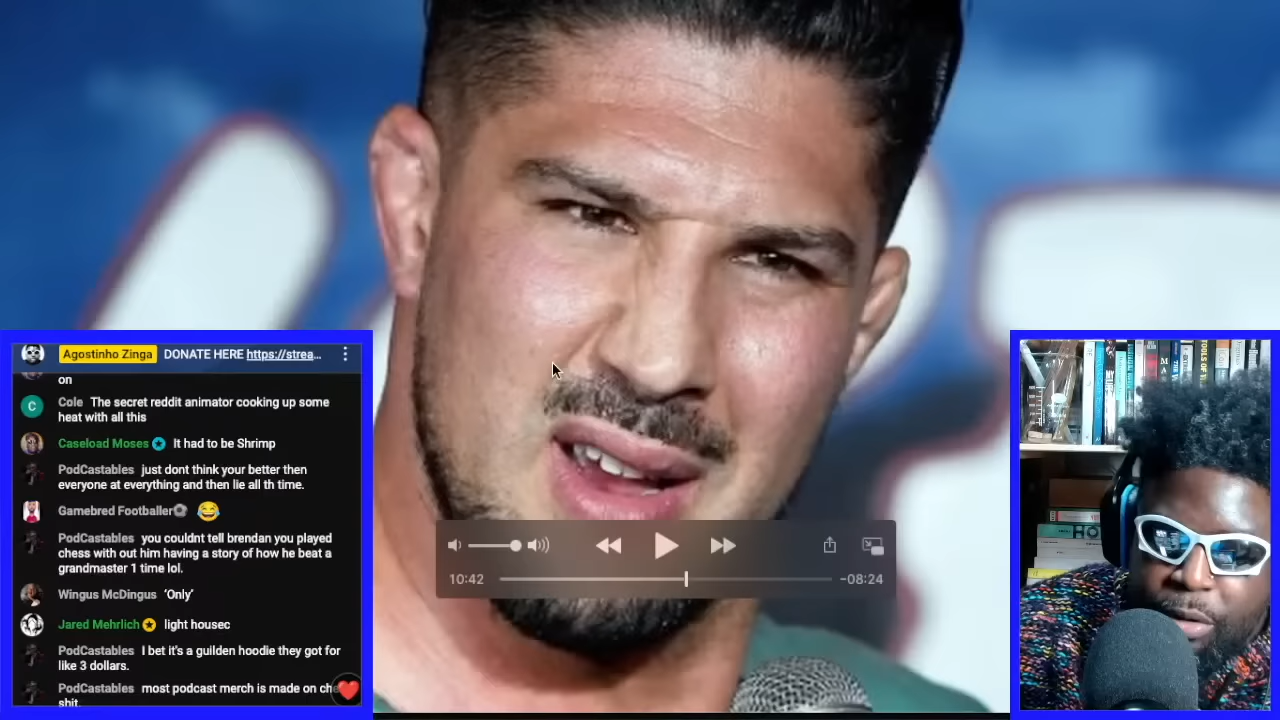 Agostinho Zinga DONATE HERE https://strea...
on
Cole The secret reddit animator cooking up some
heat with all this
Caseload Moses It had to be Shrimp
PodCastables just dont think your better then
everyone at everything and then lie all th time.
Gamebred Footballer⚽ 😂
PodCastables you couldnt tell brendan you played
chess with out him having a story of how he beat a
grandmaster 1 time lol.
Wingus McDingus ‘Only’
Jared Mehrlich light housec
PodCastables I bet it's a guilden hoodie they got for
like 3 dollars.
PodCastables most podcast merch is made on
shit.
10:42
-08:24